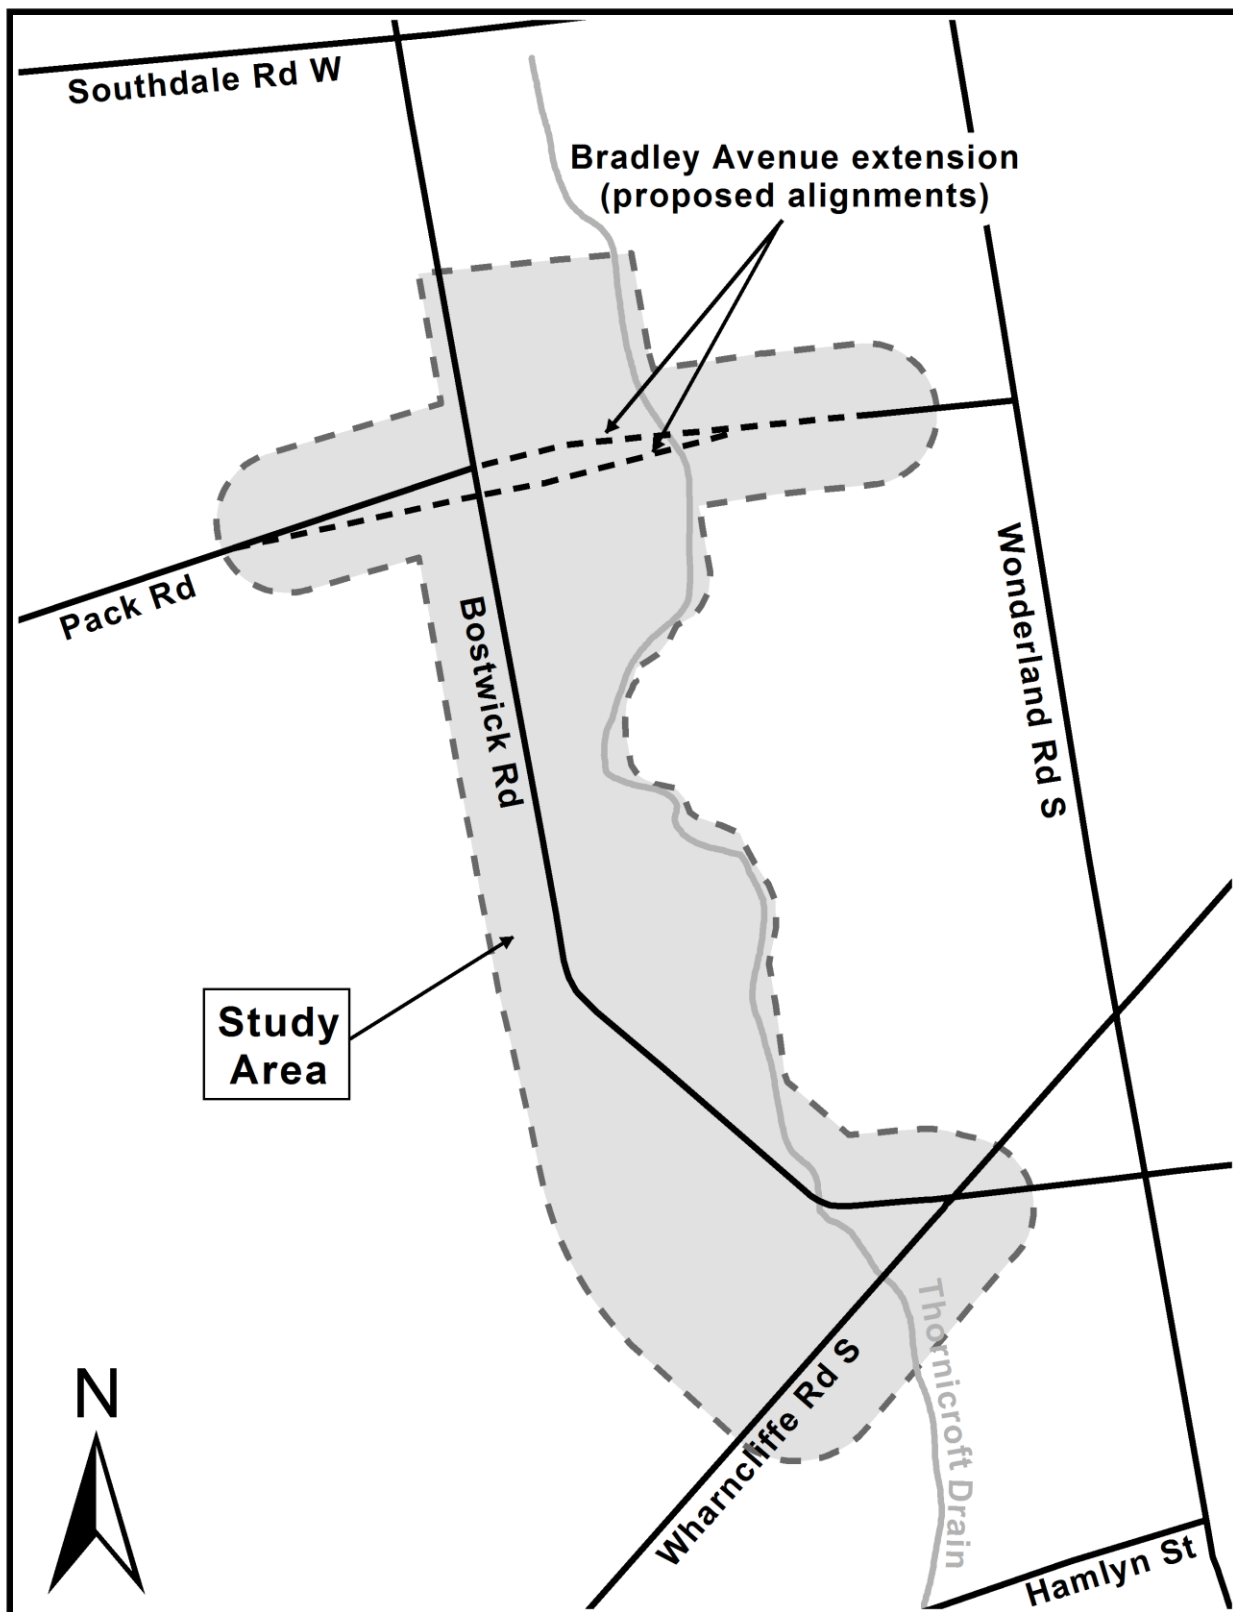 Southdale Rd W
Bradley Avenue extension
(proposed alignments)
Pack Rd
Bostwick Rd
Wonderland Rd S
Study
Area
Thornicroft Drain
Wharncliffe Rd S
N
Hamlyn St